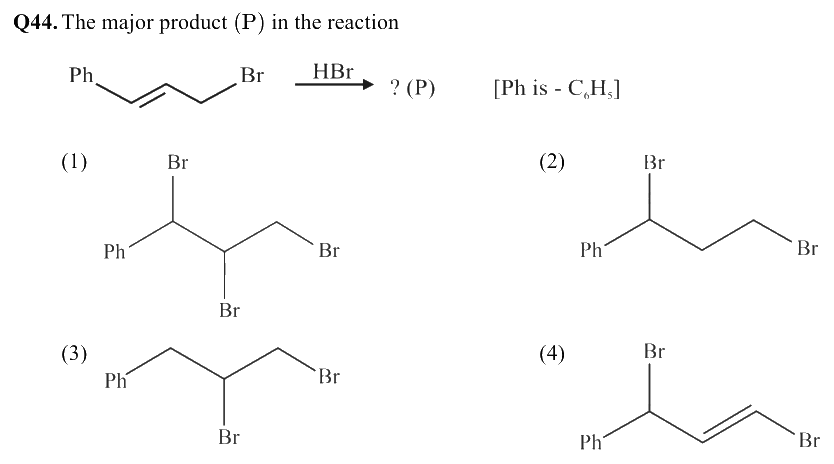 Q44. The major product (P) in the reaction
Ph Br HBr ? (P) [Ph is - C₆H₅]
(1) Br Ph Br Br
(2) Br Ph Br
(3) Ph Br Br
(4) Br Ph Br